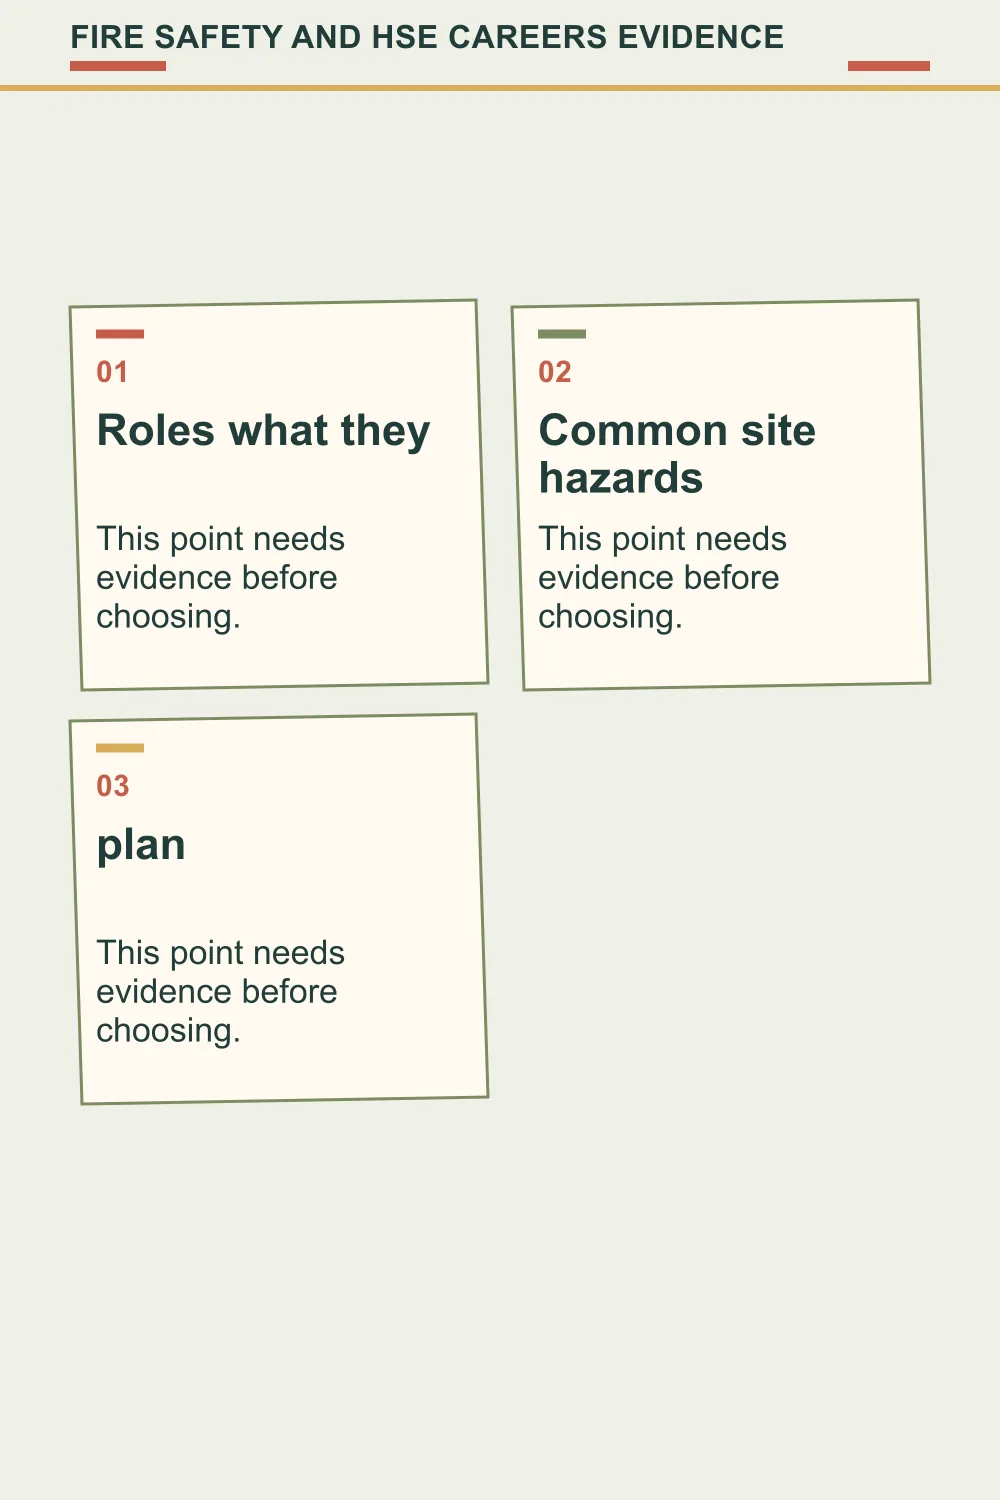 FIRE SAFETY AND HSE CAREERS EVIDENCE
01
Roles what they
This point needs
evidence before
choosing.
02
Common site
hazards
This point needs
evidence before
choosing.
03
plan
This point needs
evidence before
choosing.